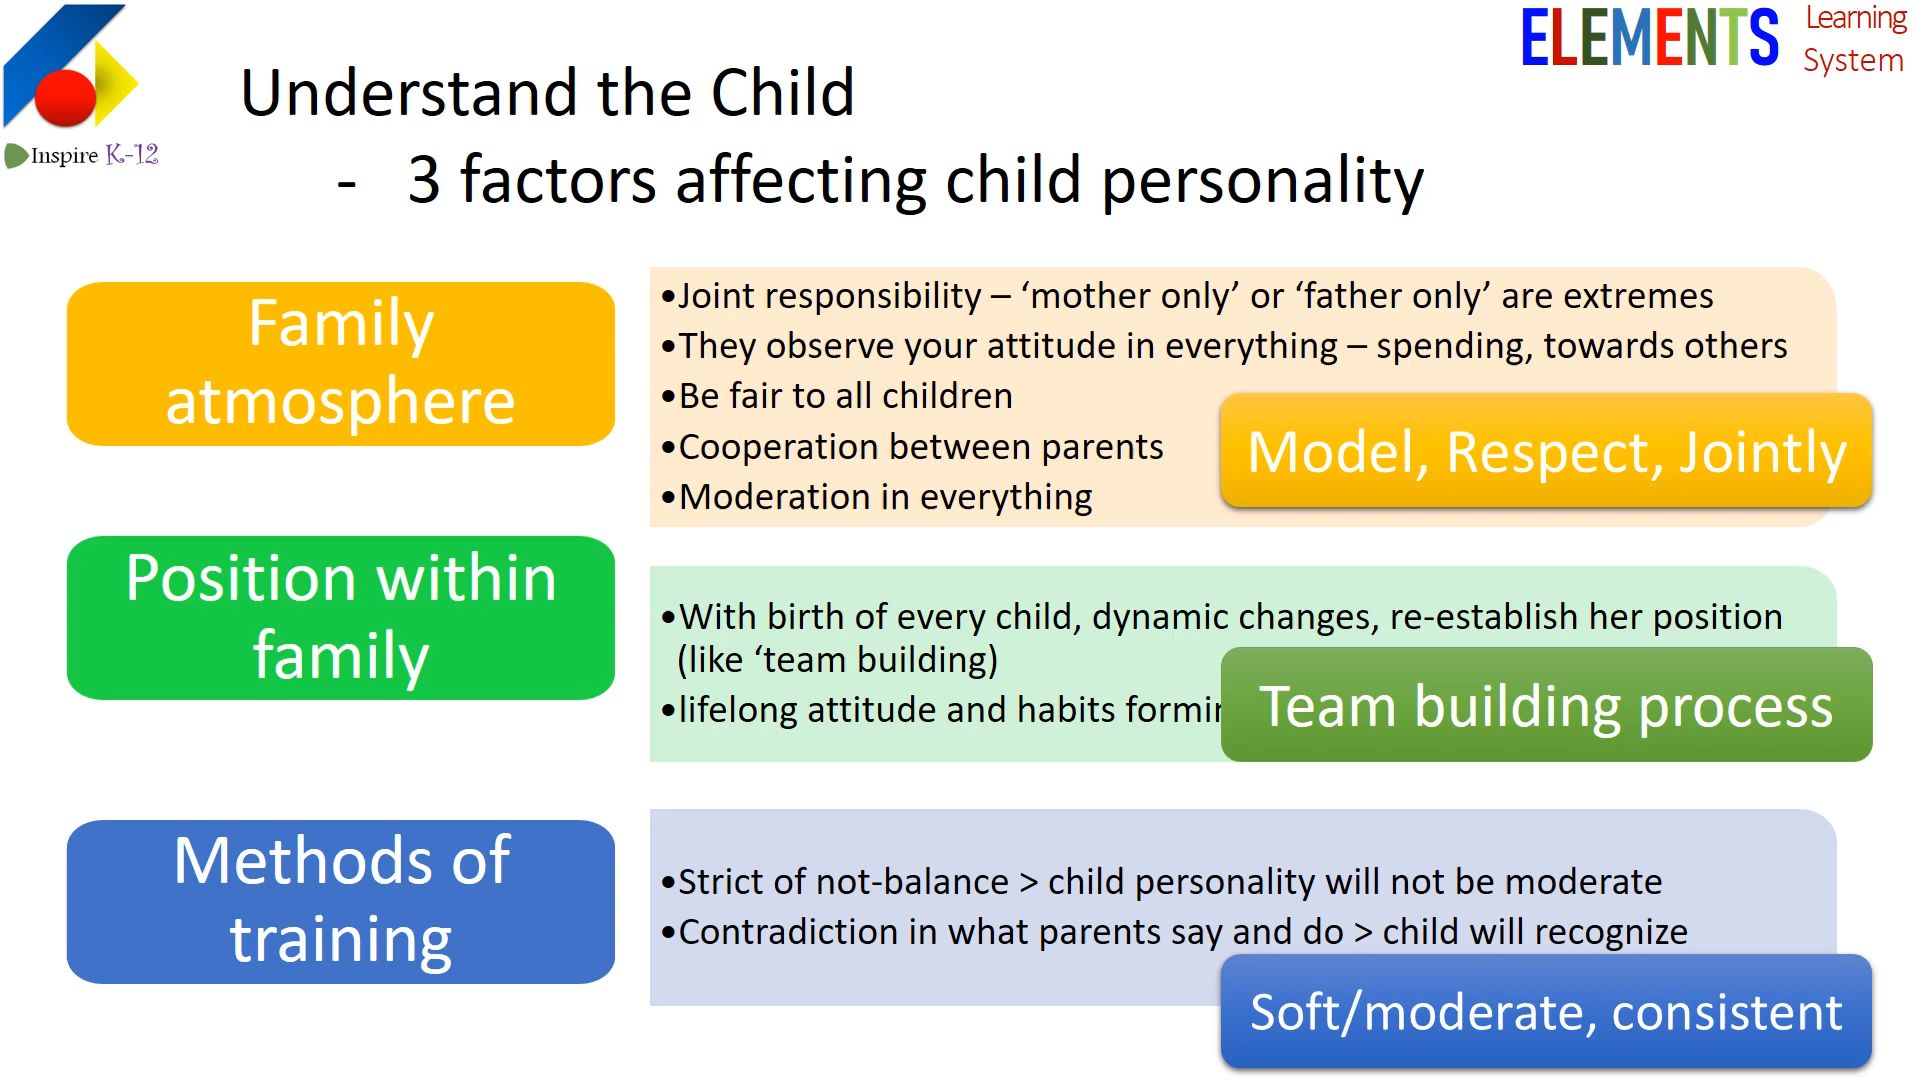 ELEMENTS Learning
System
Inspire K-12
Understand the Child
- 3 factors affecting child personality
Family
atmosphere
•Joint responsibility – ‘mother only’ or ‘father only’ are extremes
•They observe your attitude in everything – spending, towards others
•Be fair to all children
•Cooperation between parents
•Moderation in everything
Model, Respect, Jointly
Position within
family
•With birth of every child, dynamic changes, re-establish her position
(like ‘team building)
•lifelong attitude and habits
Team building process
Methods of
training
•Strict of not-balance > child personality will not be moderate
•Contradiction in what parents say and do > child will recognize
Soft/moderate, consistent